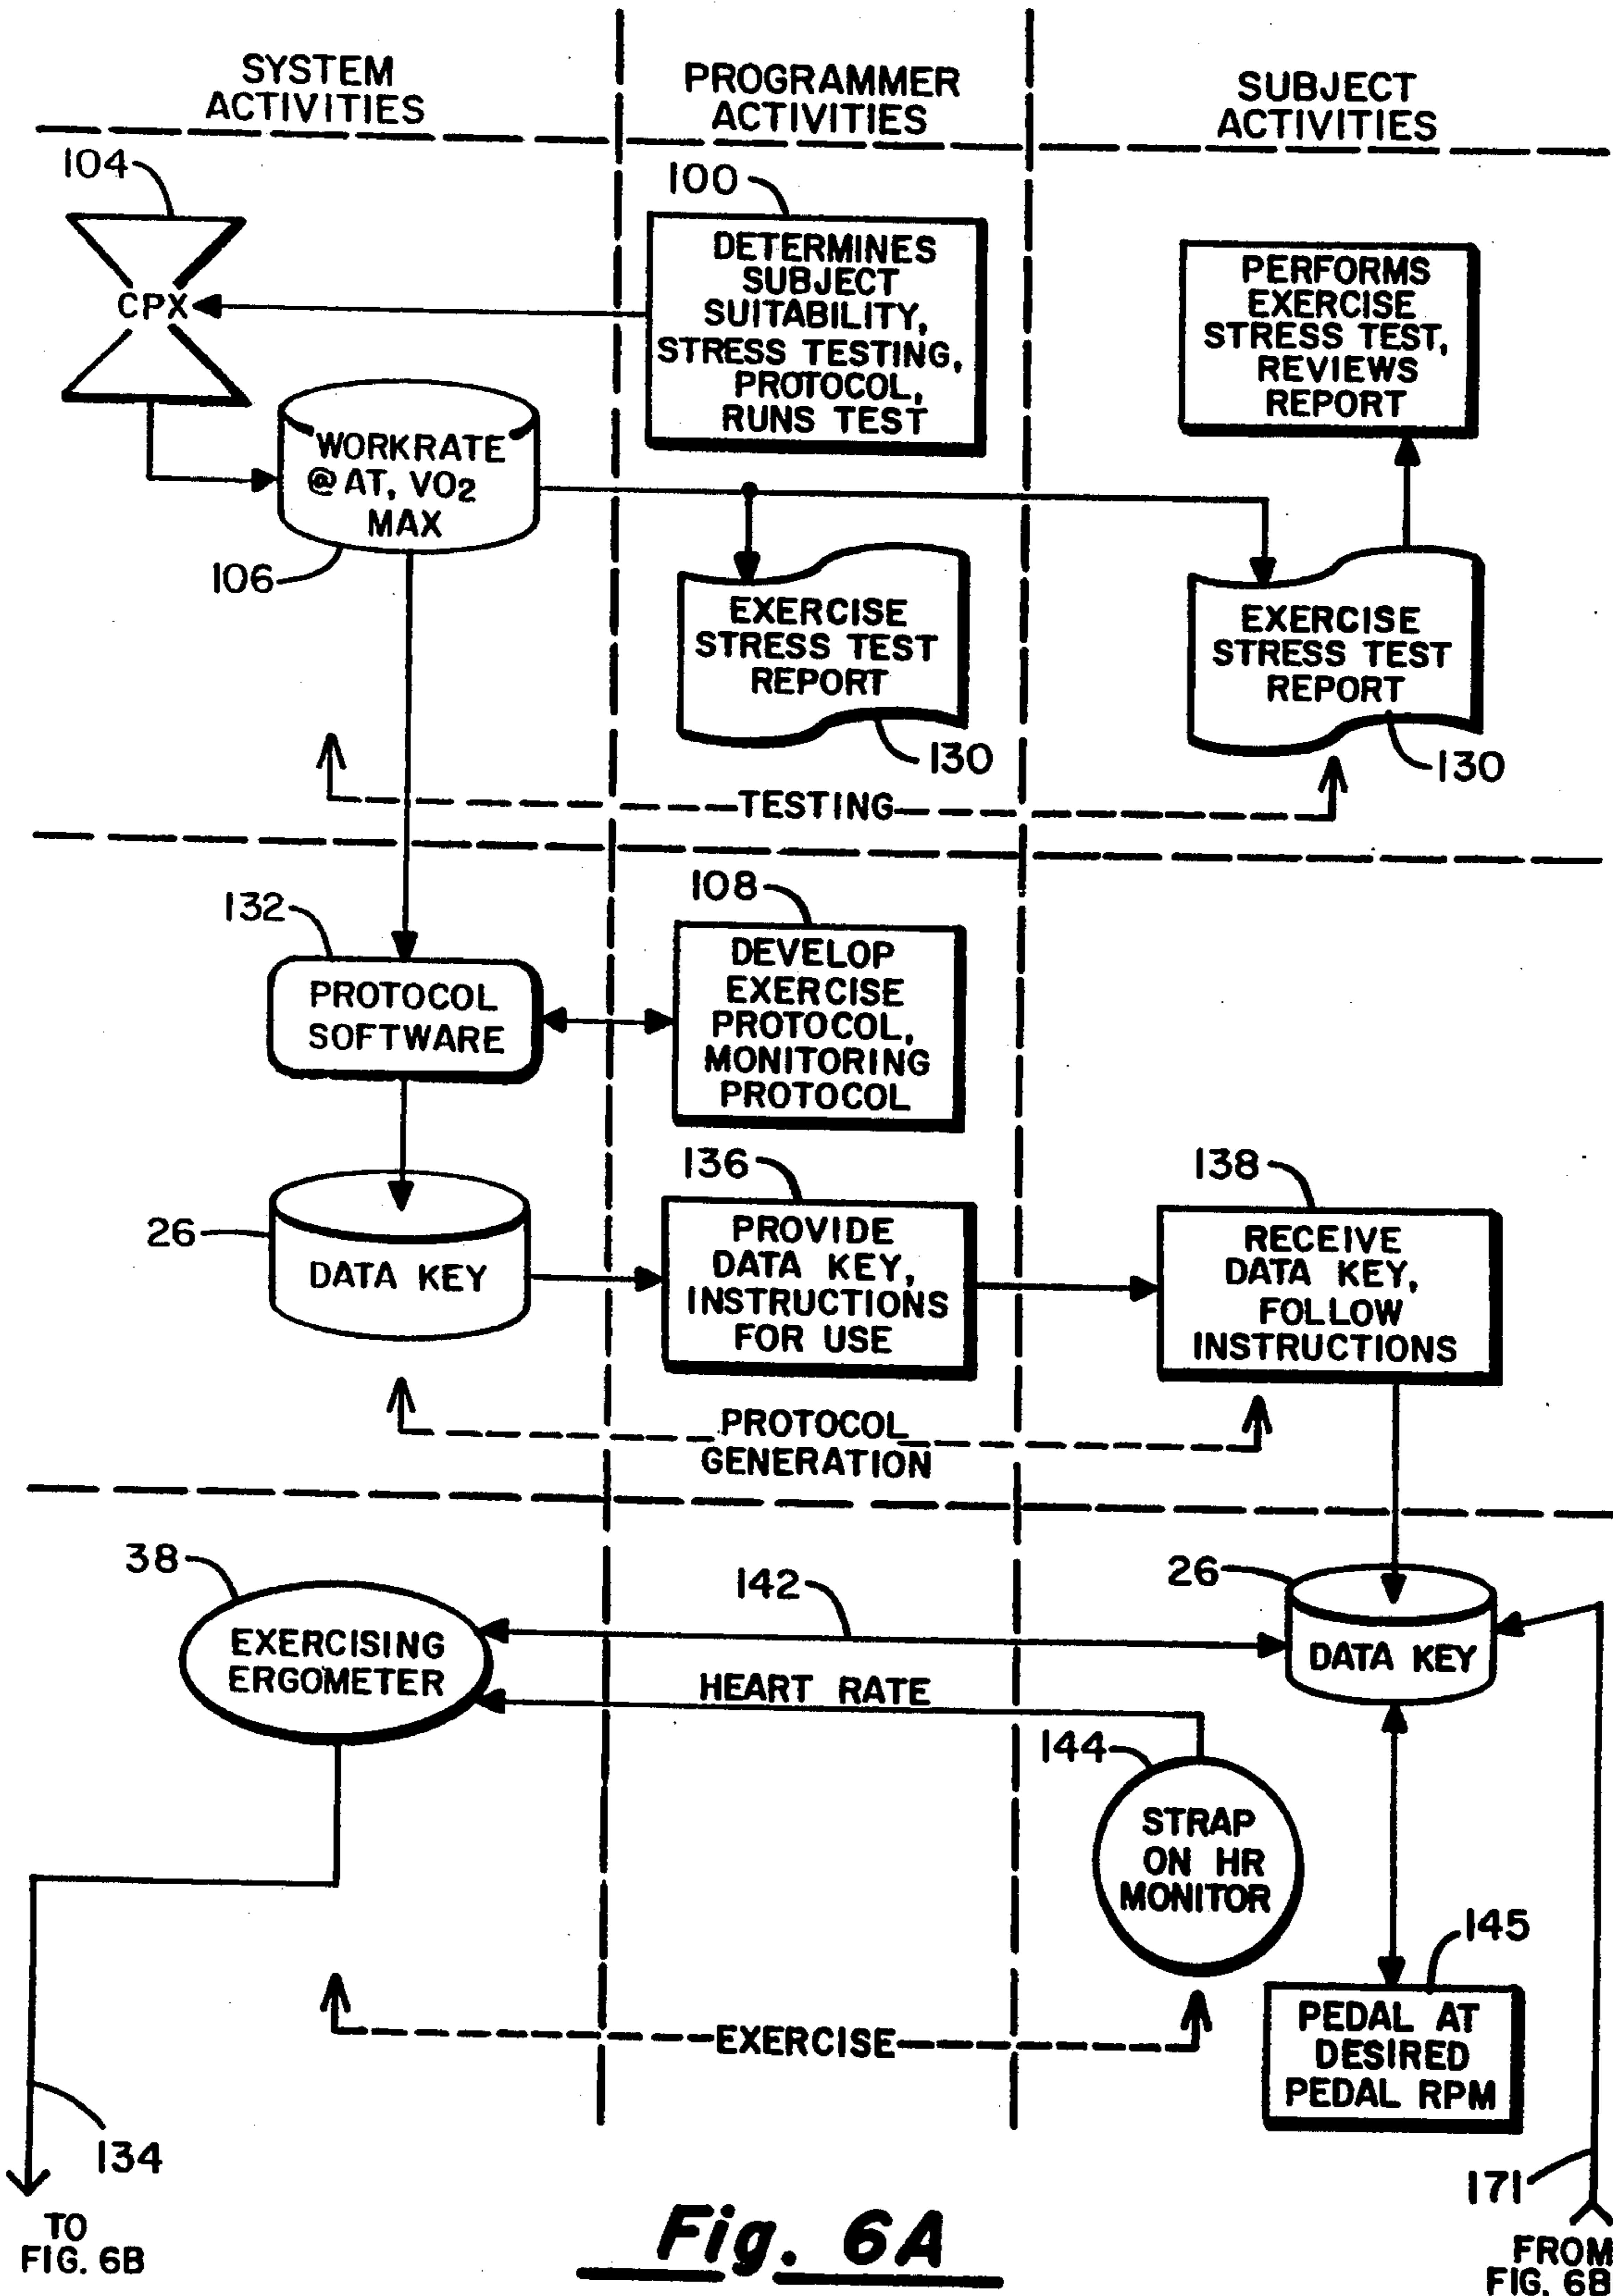 SYSTEM
ACTIVITIES
PROGRAMMER
ACTIVITIES
SUBJECT
ACTIVITIES
104
CPX
100
DETERMINES
SUBJECT
SUITABILITY,
STRESS TESTING,
PROTOCOL,
RUNS TEST
PERFORMS
EXERCISE
STRESS TEST,
REVIEWS
REPORT
WORKRATE
@ AT, VO2
MAX
106
EXERCISE
STRESS TEST
REPORT
130
EXERCISE
STRESS TEST
REPORT
130
TESTING
132
PROTOCOL
SOFTWARE
108
DEVELOP
EXERCISE
PROTOCOL,
MONITORING
PROTOCOL
26
DATA KEY
136
PROVIDE
DATA KEY,
INSTRUCTIONS
FOR USE
138
RECEIVE
DATA KEY,
FOLLOW
INSTRUCTIONS
PROTOCOL
GENERATION
38
EXERCISING
ERGOMETER
142
26
DATA KEY
HEART RATE
144
STRAP
ON HR
MONITOR
145
PEDAL AT
DESIRED
PEDAL RPM
EXERCISE
134
TO
FIG. 6B
171
FROM
FIG. 6B
Fig. 6A